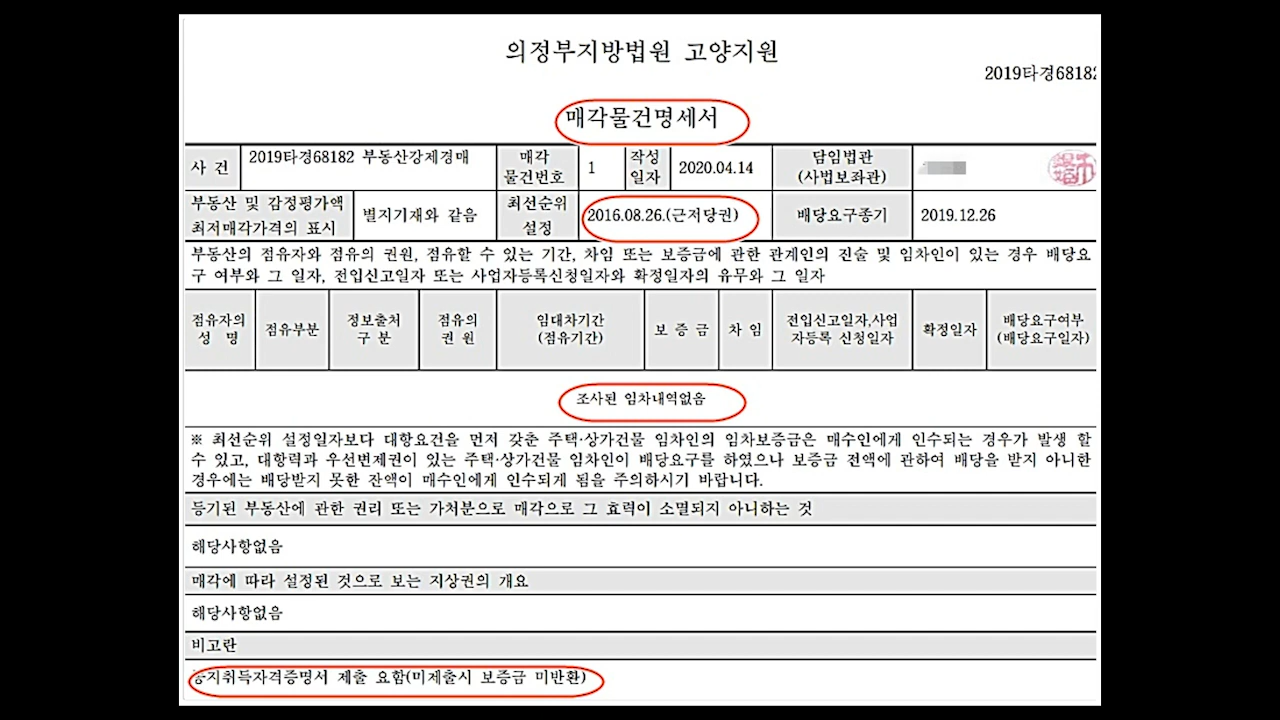 의정부지방법원 고양지원
2019타경68182
매각물건명세서
사 건
2019타경68182 부동산강제경매
매각
물건번호
1
작성
일자
2020.04.14
담임법관
(사법보좌관)
부동산 및 감정평가액
최저매각가격의 표시
별지기재와 같음
최선순위
설정
2016.08.26.(근저당권)
배당요구종기
2019.12.26
부동산의 점유자와 점유의 권원, 점유할 수 있는 기간, 차임 또는 보증금에 관한 관계인의 진술 및 임차인이 있는 경우 배당요
구 여부와 그 일자, 전입신고일자 또는 사업자등록신청일자와 확정일자의 유무와 그 일자
점유자의
성 명
점유부분
정보출처
구 분
점유의
권 원
임대차기간
(점유기간)
보 증 금
차 임
전입신고일자,사업
자등록 신청일자
확정일자
배당요구여부
(배당요구일자)
조사된 임차내역없음
※ 최선순위 설정일자보다 대항요건을 먼저 갖춘 주택·상가건물 임차인의 임차보증금은 매수인에게 인수되는 경우가 발생 할
수 있고, 대항력과 우선변제권이 있는 주택·상가건물 임차인이 배당요구를 하였으나 보증금 전액에 관하여 배당을 받지 아니한
경우에는 배당받지 못한 잔액이 매수인에게 인수되게 됨을 주의하시기 바랍니다.
등기된 부동산에 관한 권리 또는 가처분으로 매각으로 그 효력이 소멸되지 아니하는 것
해당사항없음
매각에 따라 설정된 것으로 보는 지상권의 개요
해당사항없음
비고란
농지취득자격증명서 제출 요함(미제출시 보증금 미반환)